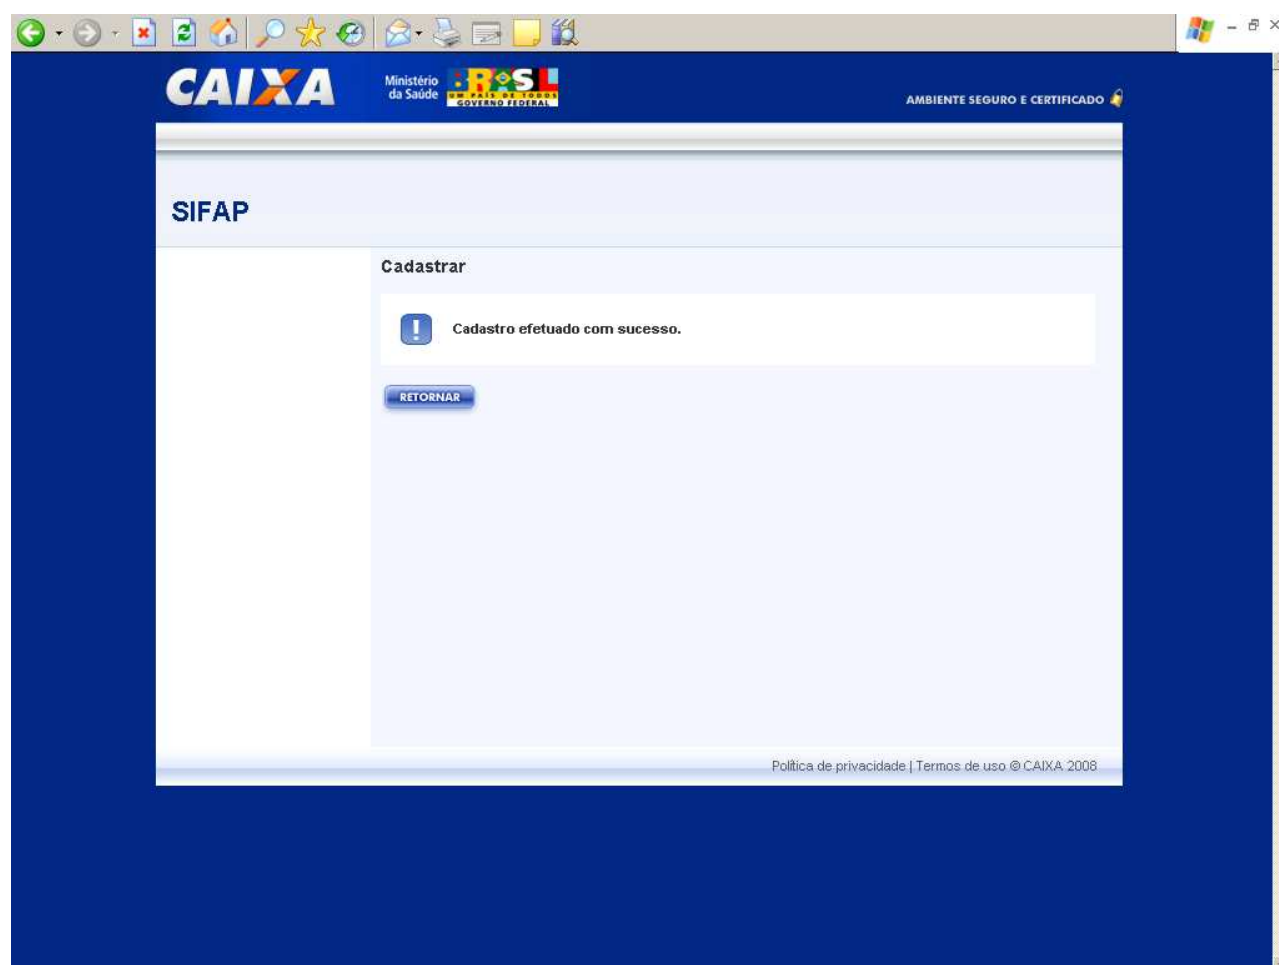 CAIXA
Ministério
da Saúde
BRASIL
UM PAÍS DE TODOS
GOVERNO FEDERAL
AMBIENTE SEGURO E CERTIFICADO
SIFAP
Cadastrar
Cadastro efetuado com sucesso.
RETORNAR
Política de privacidade | Termos de uso © CAIXA 2008